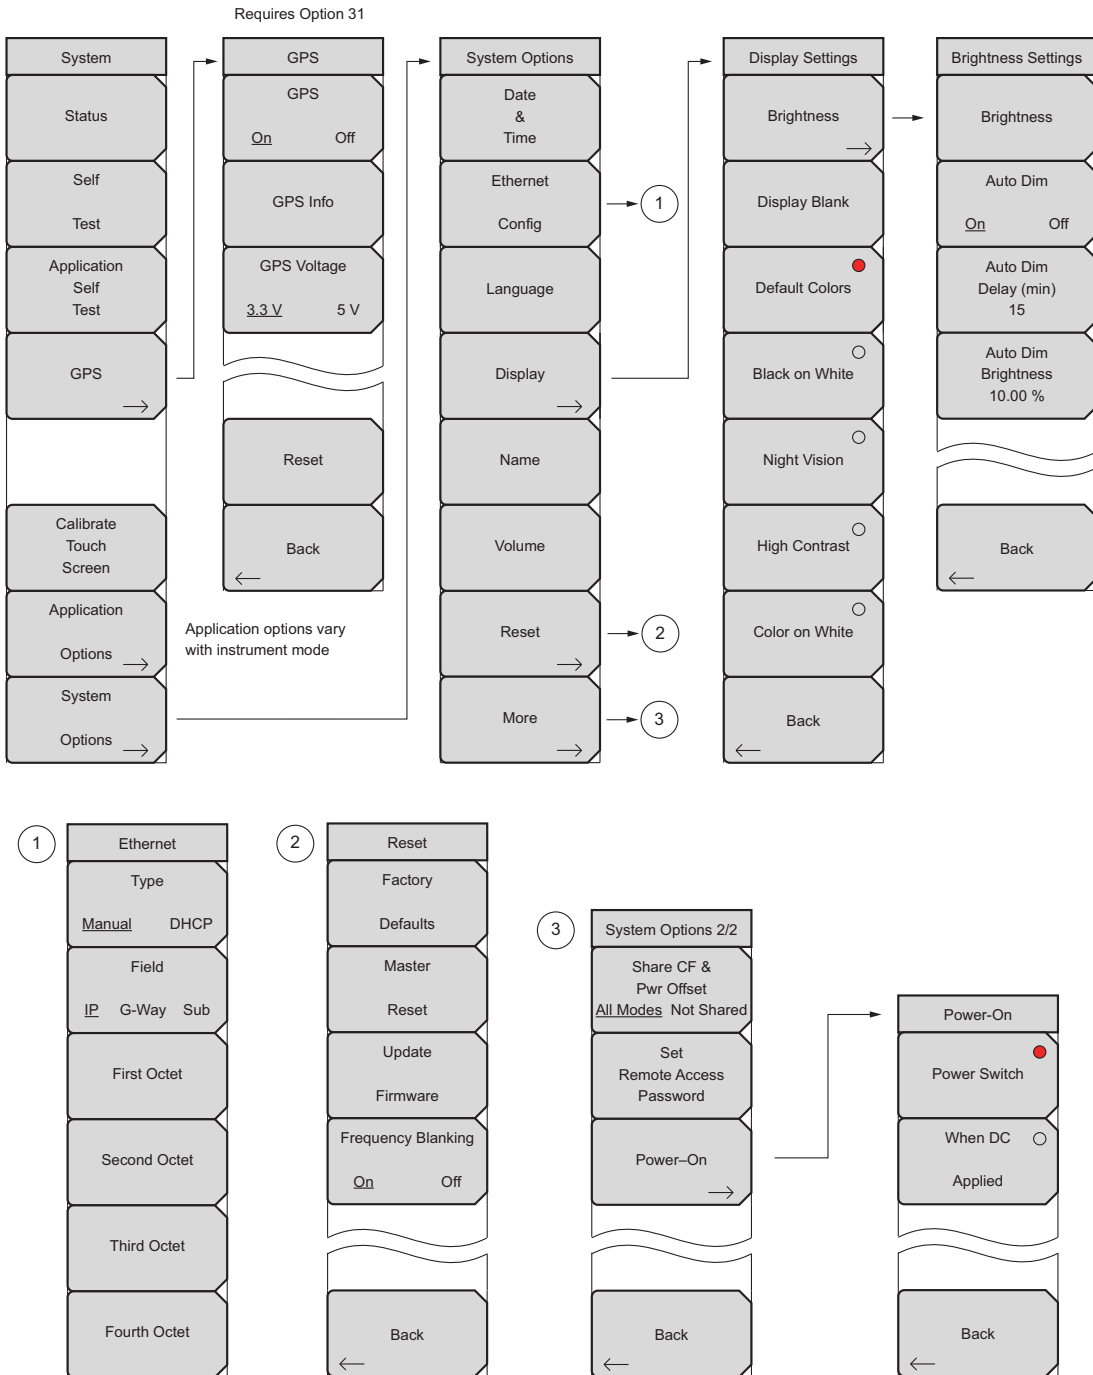 Requires Option 31
System
Status
Self
Test
Application
Self
Test
GPS
Calibrate
Touch
Screen
Application
Options
System
Options
GPS
GPS
On Off
GPS Info
GPS Voltage
3.3 V 5 V
Reset
Back
Application options vary
with instrument mode
System Options
Date
&
Time
Ethernet
Config
1
Language
Display
Name
Volume
Reset
2
More
3
Display Settings
Brightness
Display Blank
Default Colors
Black on White
Night Vision
High Contrast
Color on White
Back
Brightness Settings
Brightness
Auto Dim
On Off
Auto Dim
Delay (min)
15
Auto Dim
Brightness
10.00 %
Back
1
Ethernet
Type
Manual DHCP
Field
IP G-Way Sub
First Octet
Second Octet
Third Octet
Fourth Octet
2
Reset
Factory
Defaults
Master
Reset
Update
Firmware
Frequency Blanking
On Off
Back
3
System Options 2/2
Share CF &
Pwr Offset
All Modes Not Shared
Set
Remote Access
Password
Power–On
Back
Power-On
Power Switch
When DC
Applied
Back